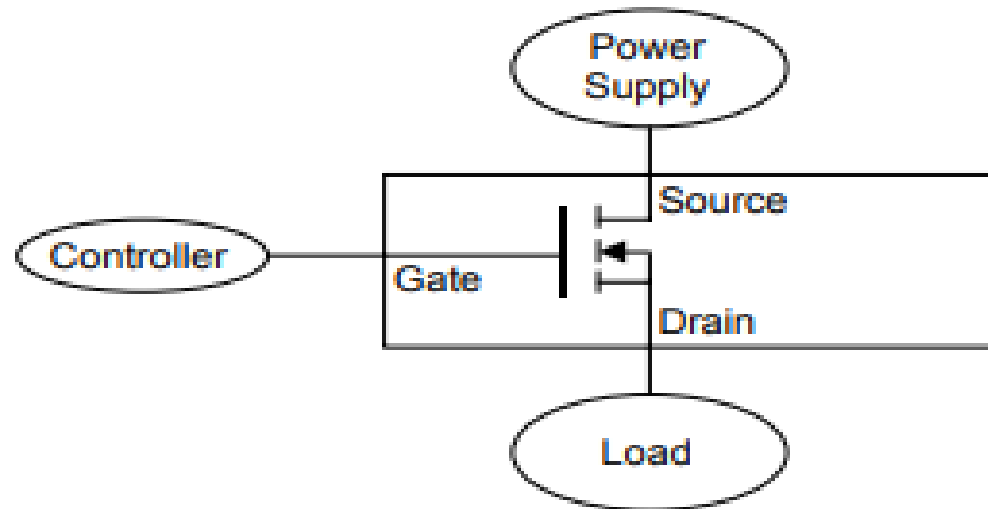 Power
Supply
Source
Controller
Gate
Drain
Load